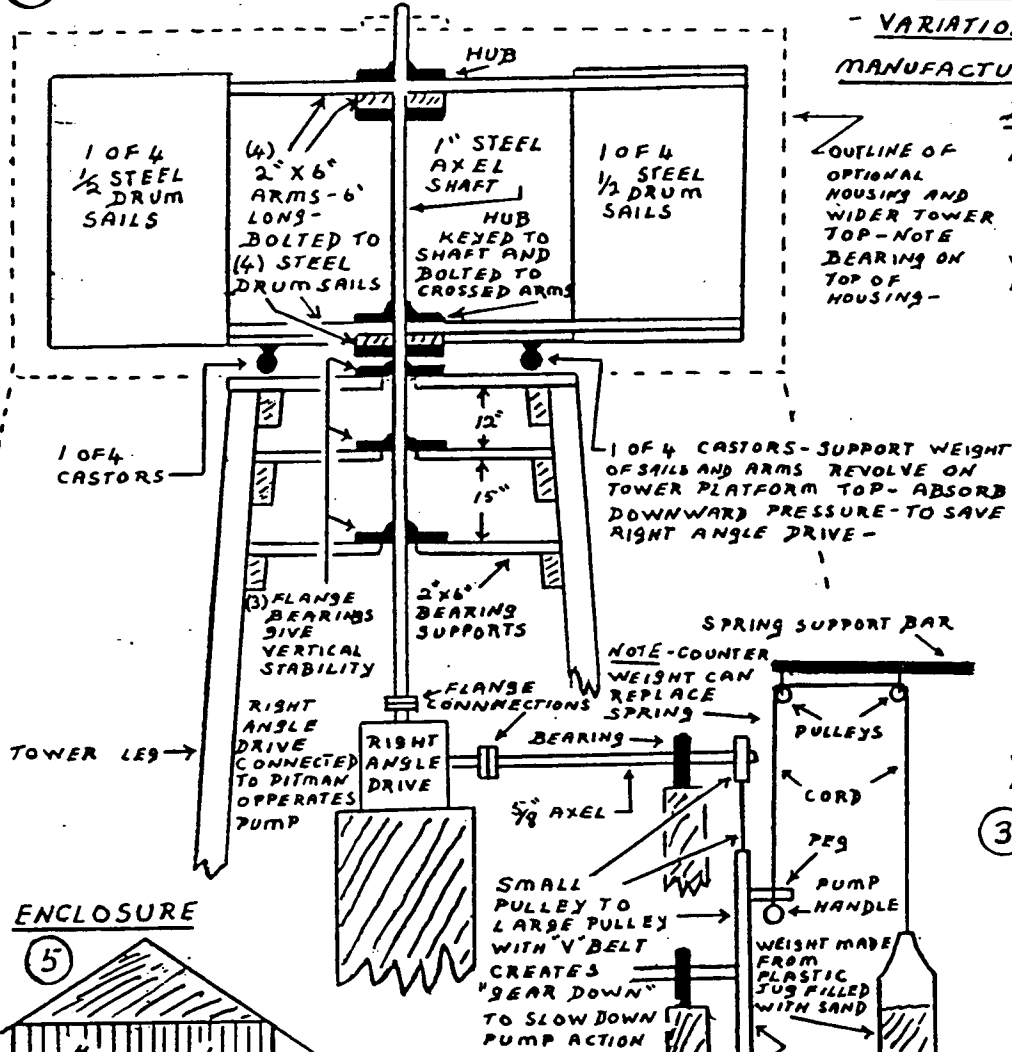 - VARIATIO
MANUFACTU
HUB
1 OF 4
1/2 STEEL
DRUM
SAILS
(4)
2" X 6"
ARMS - 6'
LONG -
BOLTED TO
(4) STEEL
DRUM SAILS
1" STEEL
AXEL
SHAFT
HUB
KEYED TO
SHAFT AND
BOLTED TO
CROSSED ARMS
1 OF 4
1/2 STEEL
DRUM
SAILS
OUTLINE OF
OPTIONAL
HOUSING AND
WIDER TOWER
TOP - NOTE
BEARING ON
TOP OF
HOUSING -
1 OF 4
CASTORS
12"
15"
1 OF 4 CASTORS - SUPPORT WEIGHT
OF SAILS AND ARMS REVOLVE ON
TOWER PLATFORM TOP - ABSORB
DOWNWARD PRESSURE - TO SAVE
RIGHT ANGLE DRIVE -
(3) FLANGE
BEARINGS
GIVE
VERTICAL
STABILITY
2" X 6"
BEARING
SUPPORTS
SPRING SUPPORT BAR
NOTE - COUNTER
WEIGHT CAN
REPLACE
SPRING
FLANGE
CONNNECTIONS
PULLEYS
TOWER LEG
RIGHT
ANGLE
DRIVE
CONNECTED
TO PITMAN
OPPERATES
PUMP
RIGHT
ANGLE
DRIVE
BEARING
5/8" AXEL
CORD
3
PEG
PUMP
HANDLE
SMALL
PULLEY TO
LARGE PULLEY
WITH "V" BELT
CREATES
"GEAR DOWN"
TO SLOW DOWN
PUMP ACTION
WEIGHT MADE
FROM
PLASTIC
JUG FILLED
WITH SAND
ENCLOSURE
5